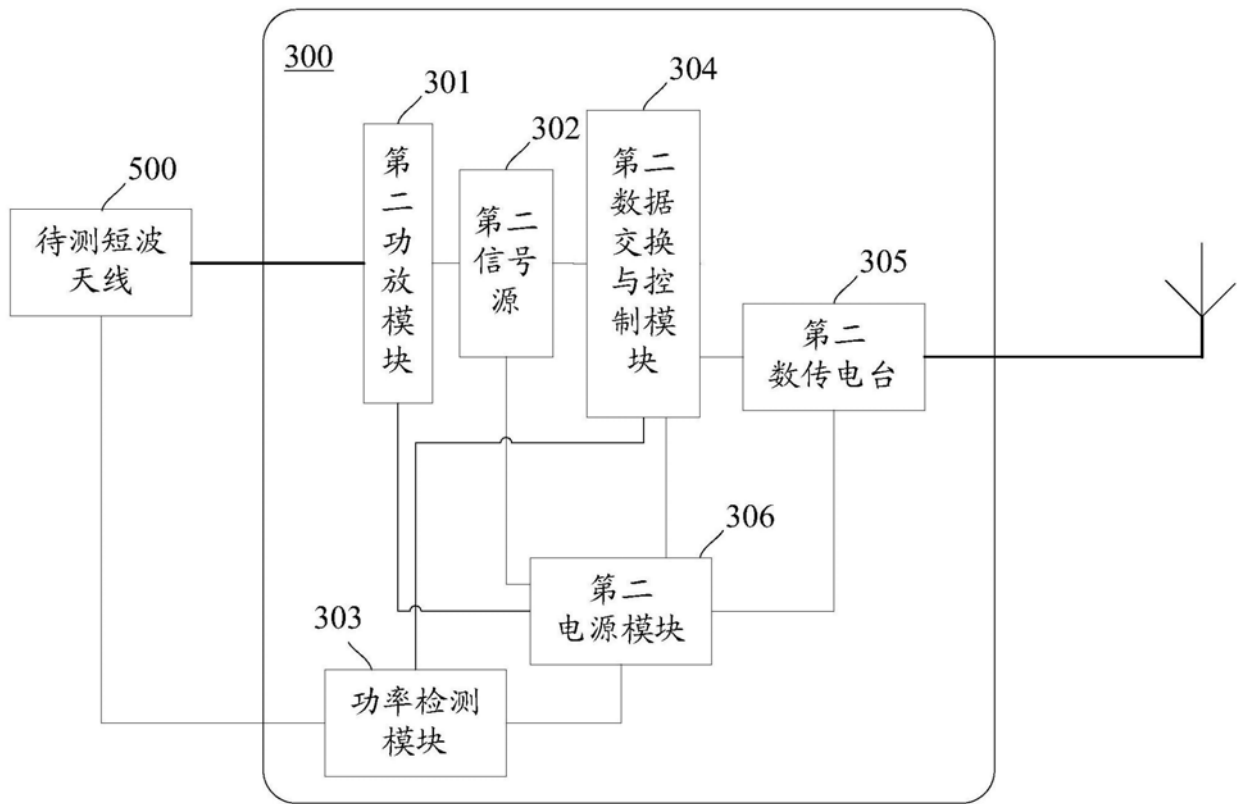 300
301
第二功放模块
302
第二
信号
源
304
第二
数据
交换
与控
制模
块
500
待测短波
天线
305
第二
数传电台
306
第二
电源模块
303
功率检测
模块